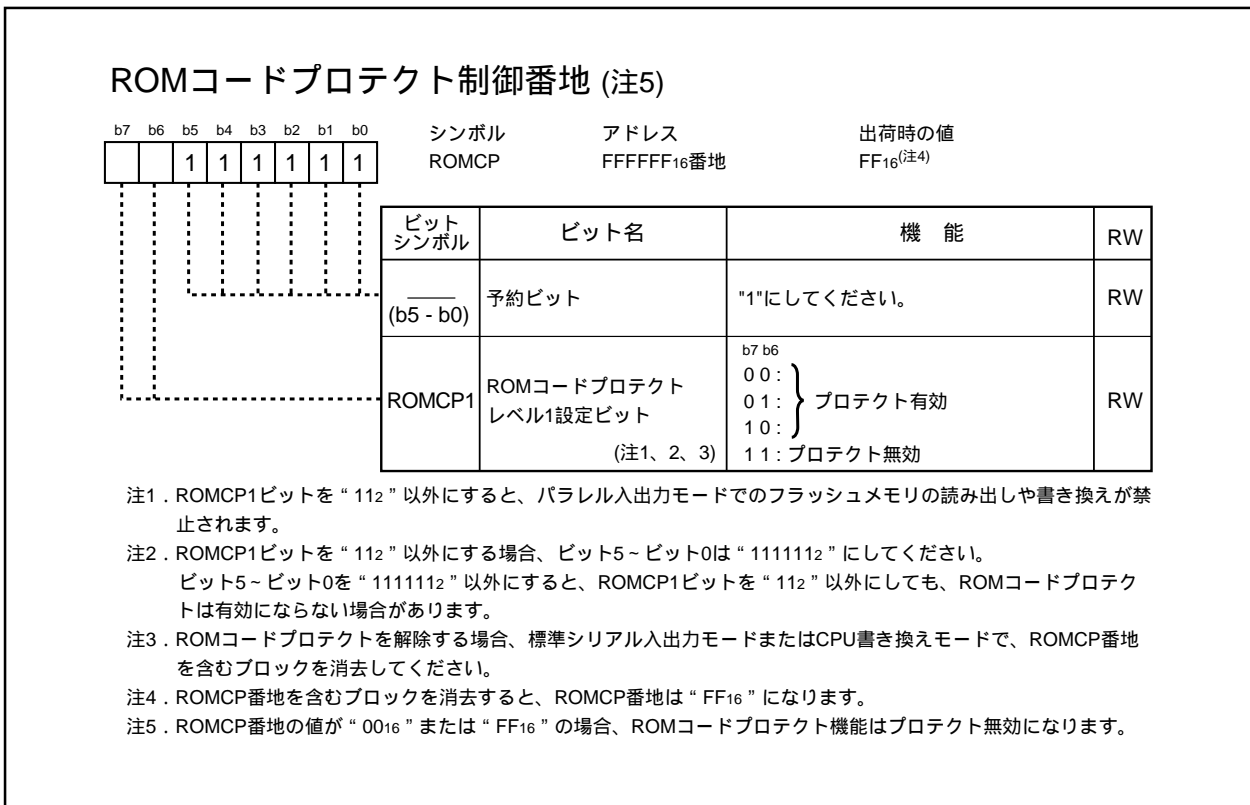 ROMコードプロテクト制御番地 (注5)
b7 b6 b5 b4 b3 b2 b1 b0
1 1 1 1 1 1
シンボル アドレス 出荷時の値
ROMCP FFFFFF16番地 FF16(注4)
ビット
シンボル
ビット名 機 能 RW
(b5 - b0)
予約ビット "1"にしてください。 RW
ROMCP1
ROMコードプロテクト
レベル1設定ビット
(注1、2、3)
b7 b6
0 0 :
0 1 : プロテクト有効
1 0 :
1 1 : プロテクト無効
RW
注1．ROMCP1ビットを“112”以外にすると、パラレル入出力モードでのフラッシュメモリの読み出しや書き換えが禁
止されます。
注2．ROMCP1ビットを“112”以外にする場合、ビット5~ビット0は“1111112”にしてください。
ビット5~ビット0を“1111112”以外にすると、ROMCP1ビットを“112”以外にしても、ROMコードプロテク
トは有効にならない場合があります。
注3．ROMコードプロテクトを解除する場合、標準シリアル入出力モードまたはCPU書き換えモードで、ROMCP番地
を含むブロックを消去してください。
注4．ROMCP番地を含むブロックを消去すると、ROMCP番地は“FF16”になります。
注5．ROMCP番地の値が“0016”または“FF16”の場合、ROMコードプロテクト機能はプロテクト無効になります。